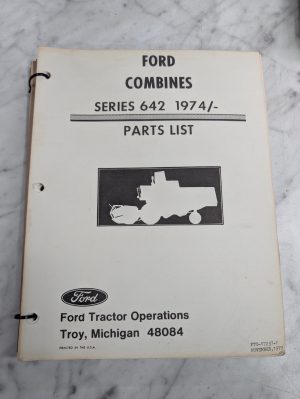 FORD
COMBINES
SERIES 642 1974/-
PARTS LIST
Ford
Ford Tractor Operations
Troy, Michigan 48084
PRINTED IN THE U.S.A.